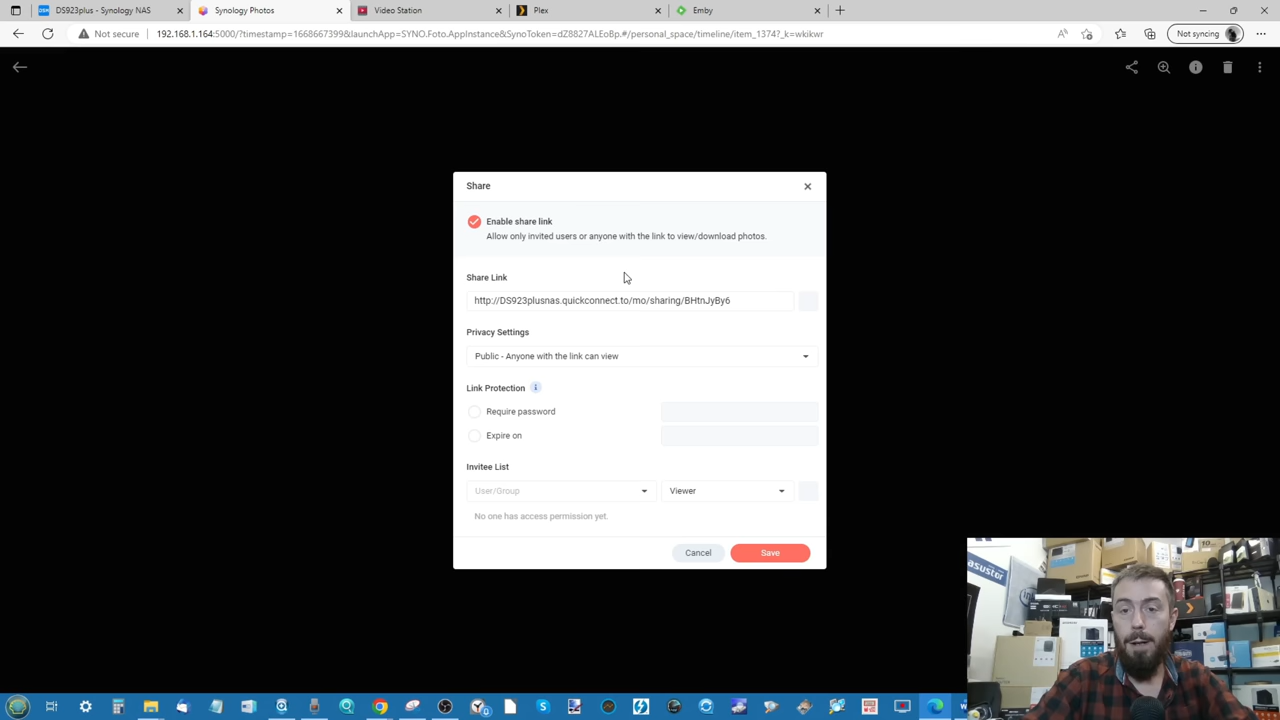 DS923plus - Synology NAS
Synology Photos
Video Station
Plex
Emby
Not secure
192.168.1.164:5000/?timestamp=1668667399&launchApp=SYNO.Foto.AppInstance&SynoToken=dZ8827ALEoBp.#/personal_space/timeline/item_1374?_k=wkikwr
Not syncing
Share
Enable share link
Allow only invited users or anyone with the link to view/download photos.
Share Link
http://DS923plusnas.quickconnect.to/mo/sharing/BHtnJyBy6
Privacy Settings
Public - Anyone with the link can view
Link Protection
Require password
Expire on
Invitee List
User/Group
Viewer
No one has access permission yet.
Cancel
Save
asustor